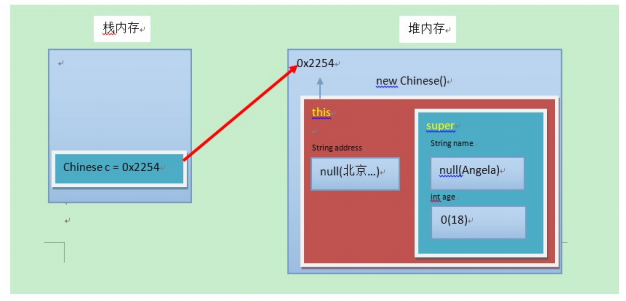 栈内存
堆内存
0x2254
new Chinese()
this
super
String address
String name
null(北京...)
null(Angela)
int age
Chinese c = 0x2254
0(18)